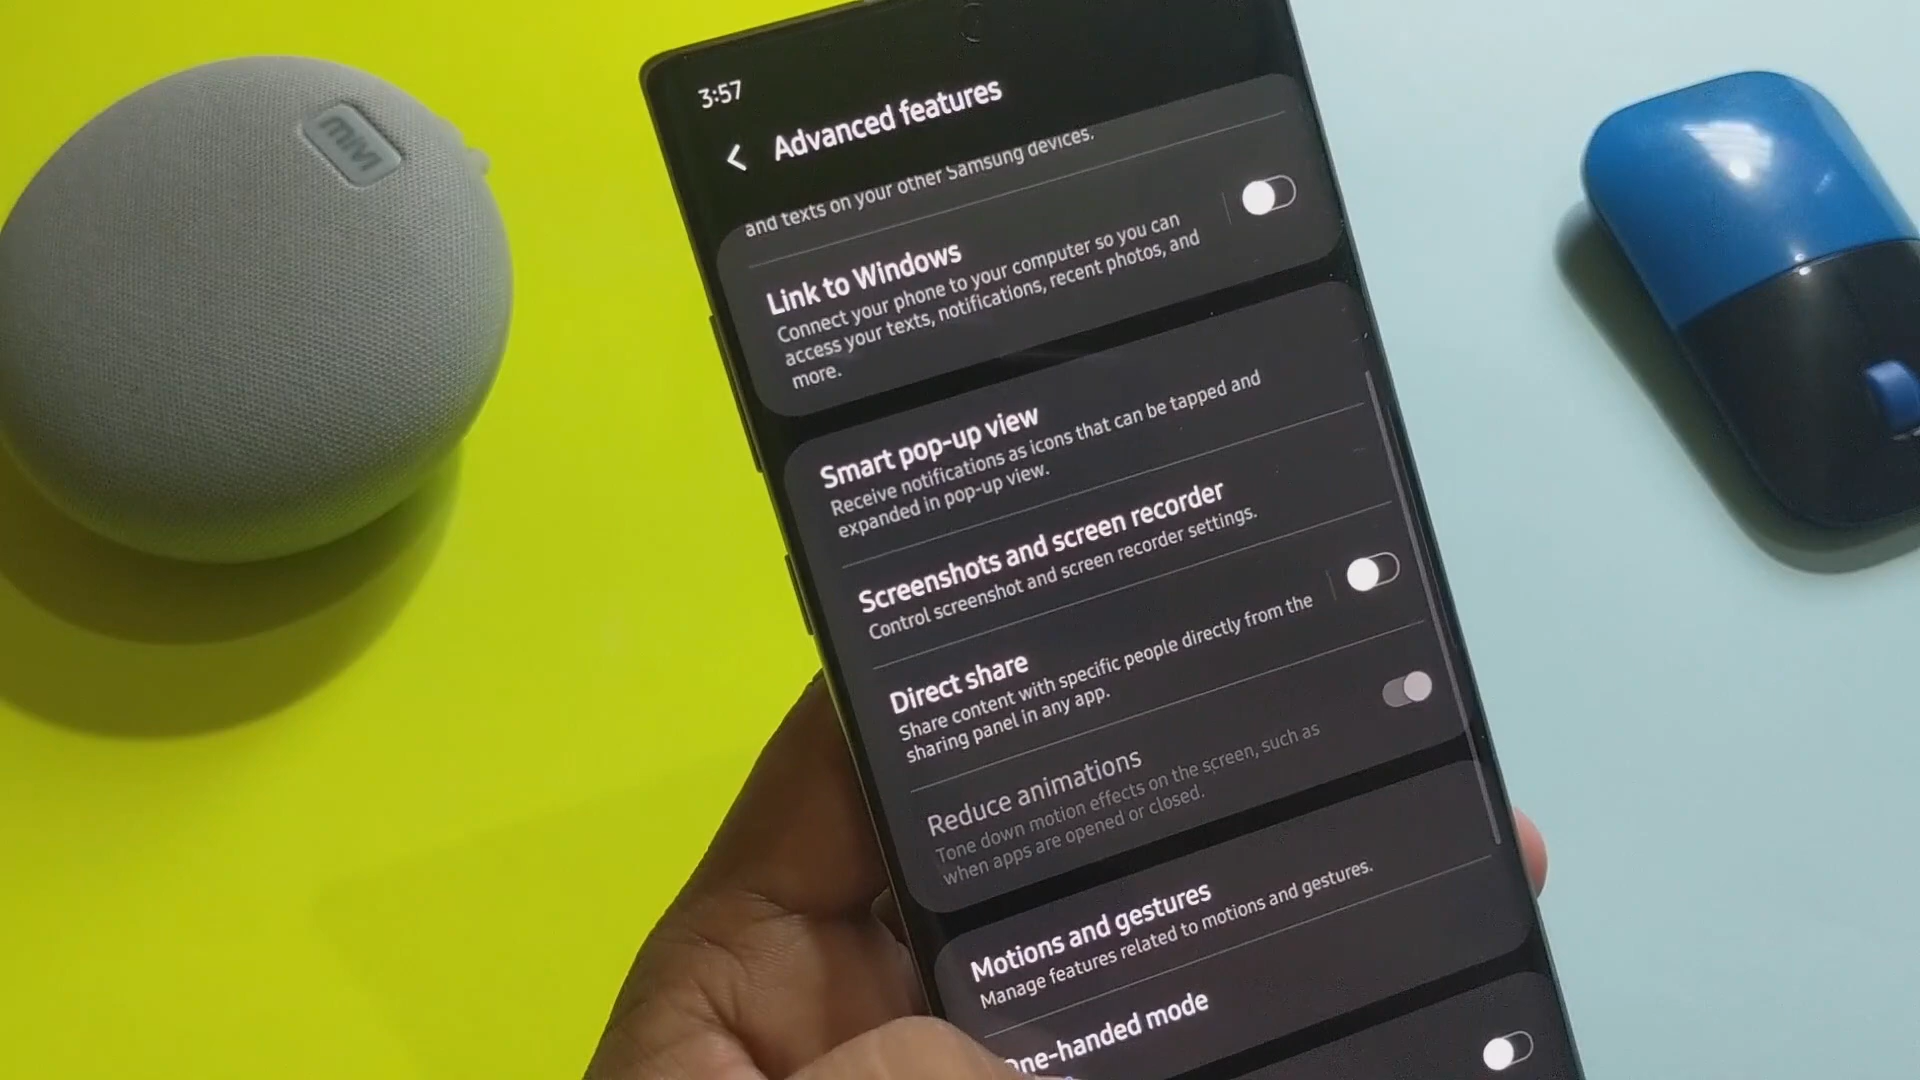 mivi
3:57
Advanced features
and texts on your other Samsung devices.
Link to Windows
Connect your phone to your computer so you can
access your texts, notifications, recent photos, and
more.
Smart pop-up view
Receive notifications as icons that can be tapped and
expanded in pop-up view.
Screenshots and screen recorder
Control screenshot and screen recorder settings.
Direct share
Share content with specific people directly from the
sharing panel in any app.
Reduce animations
Tone down motion effects on the screen, such as
when apps are opened or closed.
Motions and gestures
Manage features related to motions and gestures.
One-handed mode